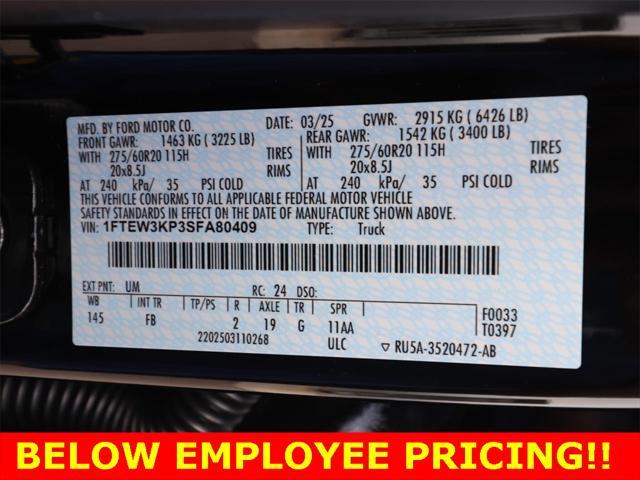 MFD. BY FORD MOTOR CO. DATE: 03/25 GVWR: 2915 KG ( 6426 LB)
FRONT GAWR: 1463 KG ( 3225 LB) REAR GAWR: 1542 KG ( 3400 LB)
WITH 275/60R20 115H TIRES WITH 275/60R20 115H TIRES
20x8.5J RIMS 20x8.5J RIMS
AT 240 kPa/ 35 PSI COLD AT 240 kPa/ 35 PSI COLD
THIS VEHICLE CONFORMS TO ALL APPLICABLE FEDERAL MOTOR VEHICLE
SAFETY STANDARD IN EFFECT ON THE DATE OF MANUFACTURE SHOWN ABOVE.
VIN: 1FTEW3KP3SFA80409 TYPE: Truck
EXT PNT: UM RC: 24 DSO:
WB INT TR TP/PS R AXLE TR SPR F0033
145 FB 2 19 G 11AA T0397
2202503110268 ULC ▽ RU5A-3520472-AB
BELOW EMPLOYEE PRICING!!